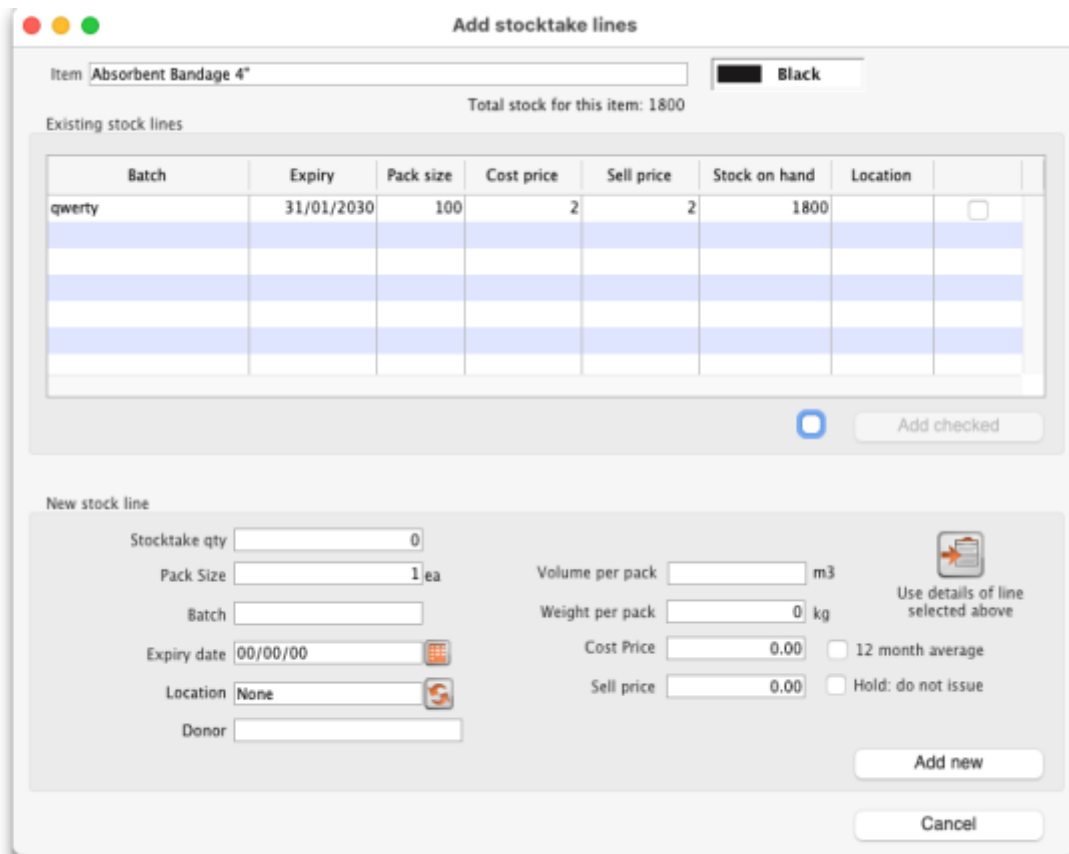 Add stocktake lines
Item Absorbent Bandage 4" Black
Total stock for this item: 1800
Existing stock lines
Batch Expiry Pack size Cost price Sell price Stock on hand Location
qwerty 31/01/2030 100 2 2 1800
Add checked
New stock line
Stocktake qty 0
Pack Size 1 ea Volume per pack m3
Use details of line
selected above
Batch Weight per pack 0 kg
Expiry date 00/00/00 Cost Price 0.00 12 month average
Location None Sell price 0.00 Hold: do not issue
Donor
Add new
Cancel